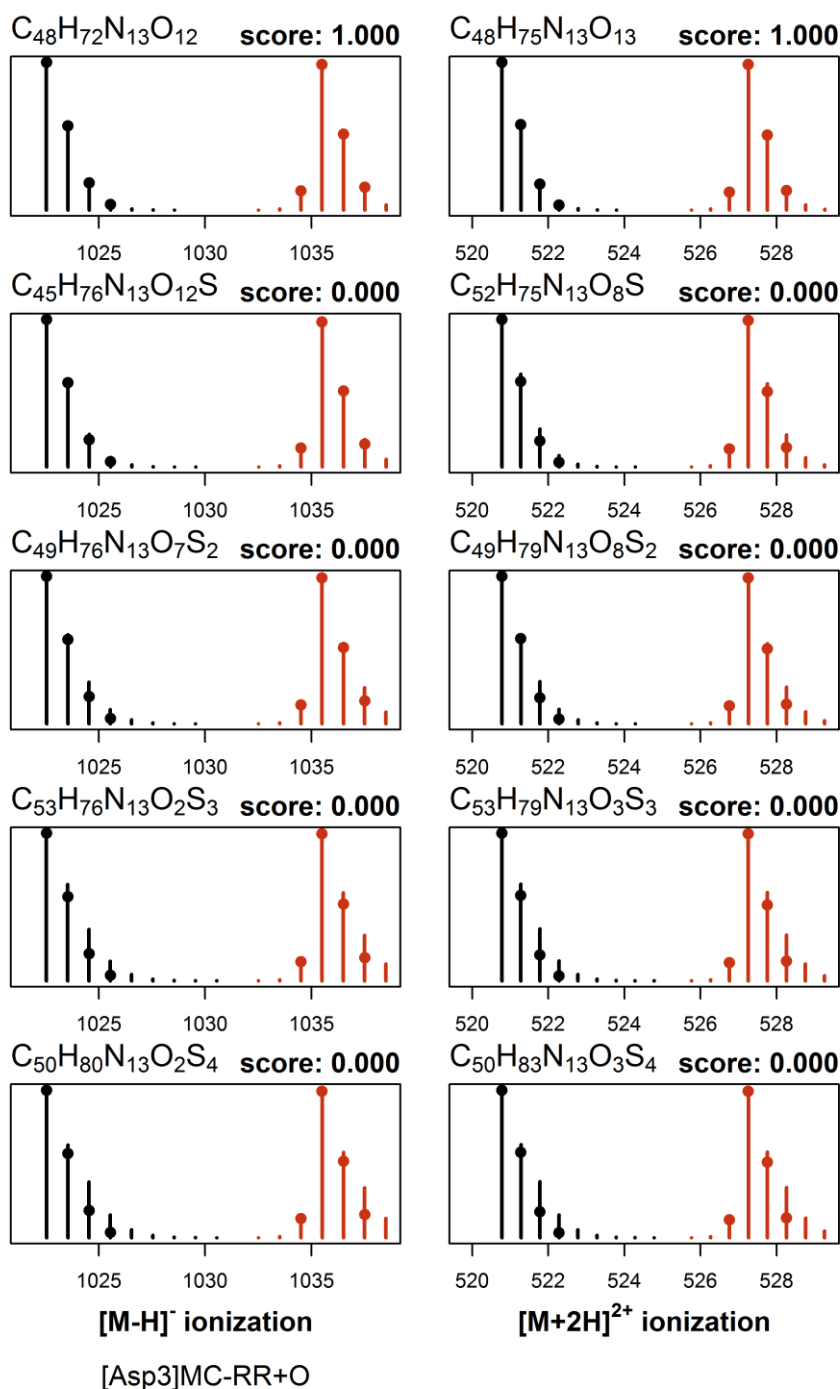 C₄₈H₇₂N₁₃O₁₂ score: 1.000 C₄₈H₇₅N₁₃O₁₃ score: 1.000
1025 1030 1035 520 522 524 526 528
C₄₅H₇₆N₁₃O₁₂S score: 0.000 C₅₂H₇₅N₁₃O₈S score: 0.000
1025 1030 1035 520 522 524 526 528
C₄₉H₇₆N₁₃O₇S₂ score: 0.000 C₄₉H₇₉N₁₃O₈S₂ score: 0.000
1025 1030 1035 520 522 524 526 528
C₅₃H₇₆N₁₃O₂S₃ score: 0.000 C₅₃H₇₉N₁₃O₃S₃ score: 0.000
1025 1030 1035 520 522 524 526 528
C₅₀H₈₀N₁₃O₂S₄ score: 0.000 C₅₀H₈₃N₁₃O₃S₄ score: 0.000
1025 1030 1035 520 522 524 526 528
[M-H]⁻ ionization [M+2H]²⁺ ionization
[Asp3]MC-RR+O